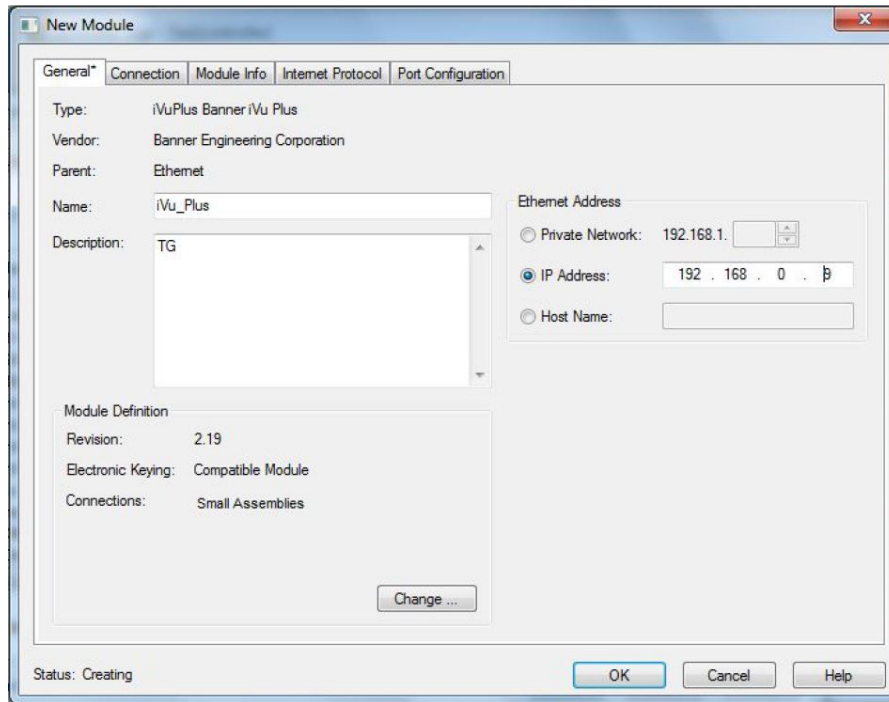 New Module
General* Connection Module Info Internet Protocol Port Configuration
Type: iVuPlus Banner iVu Plus
Vendor: Banner Engineering Corporation
Parent: Ethernet
Name: iVu_Plus
Description: TG
Ethernet Address
Private Network: 192.168.1.
IP Address: 192 . 168 . 0 . 9
Host Name:
Module Definition
Revision: 2.19
Electronic Keying: Compatible Module
Connections: Small Assemblies
Change ...
Status: Creating
OK Cancel Help